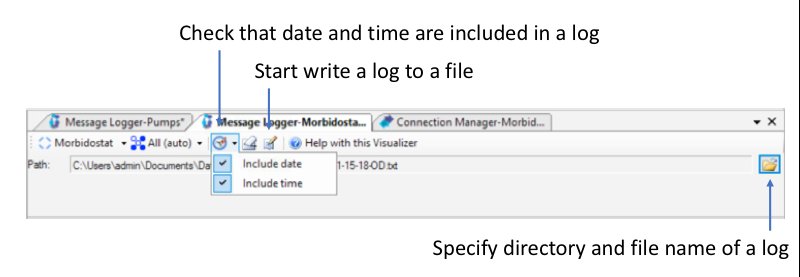 Check that date and time are included in a log
Start write a log to a file
Message Logger-Pumps* Message Logger-Morbidosta... Connection Manager-Morbid...
Morbidostat All (auto) Help with this Visualizer
Path: C:\Users\admin\Documents\Da 1-15-18-OD.txt
Include date
Include time
Specify directory and file name of a log